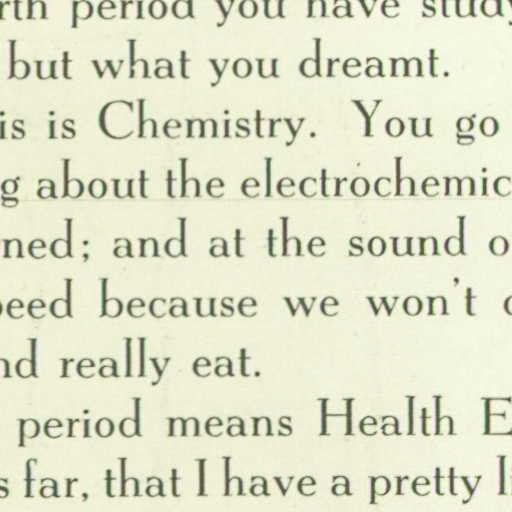 rth period you have study
but what you dreamt.
is is Chemistry. You go
g about the electrochemic
ned; and at the sound o
peed because we won't
nd really eat.
period means Health E
s far, that I have a pretty li